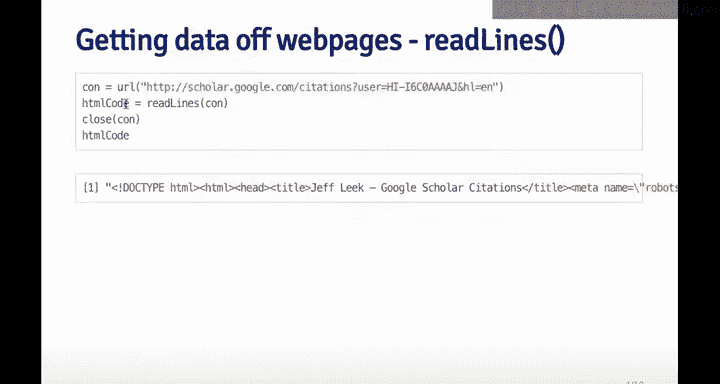 Getting data off webpages - readLines()
con = url("http://scholar.google.com/citations?user=HI-I6C0AAAAJ&hl=en")
htmlCode = readLines(con)
close(con)
htmlCode
[1] "<!DOCTYPE html><html><head><title>Jeff Leek – Google Scholar Citations</title><meta name=\"robots